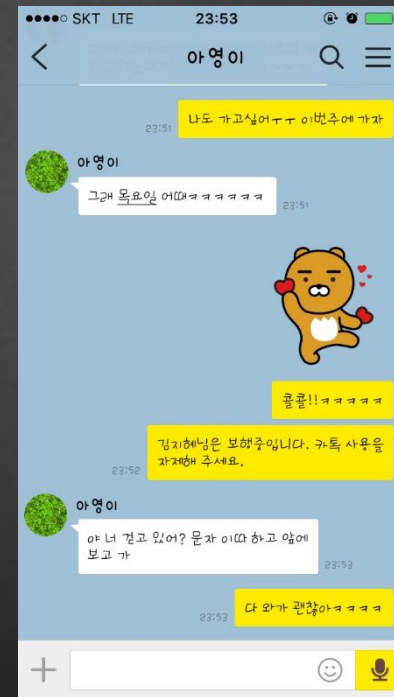 SKT LTE 23:53
아영이
나도 가고싶어ㅜㅜ 이번주에 가자
23:51
아영이
그래 목요일 어때ㅋㅋㅋㅋㅋㅋ
23:51
콜콜!!ㅋㅋㅋㅋㅋ
김지혜님은 보행중입니다. 카톡 사용을
자제해 주세요.
23:52
아영이
야 너 걷고 있어? 문자 이따 하고 앞에
보고 가
23:53
다 와가 괜찮아ㅋㅋㅋㅋ
23:53